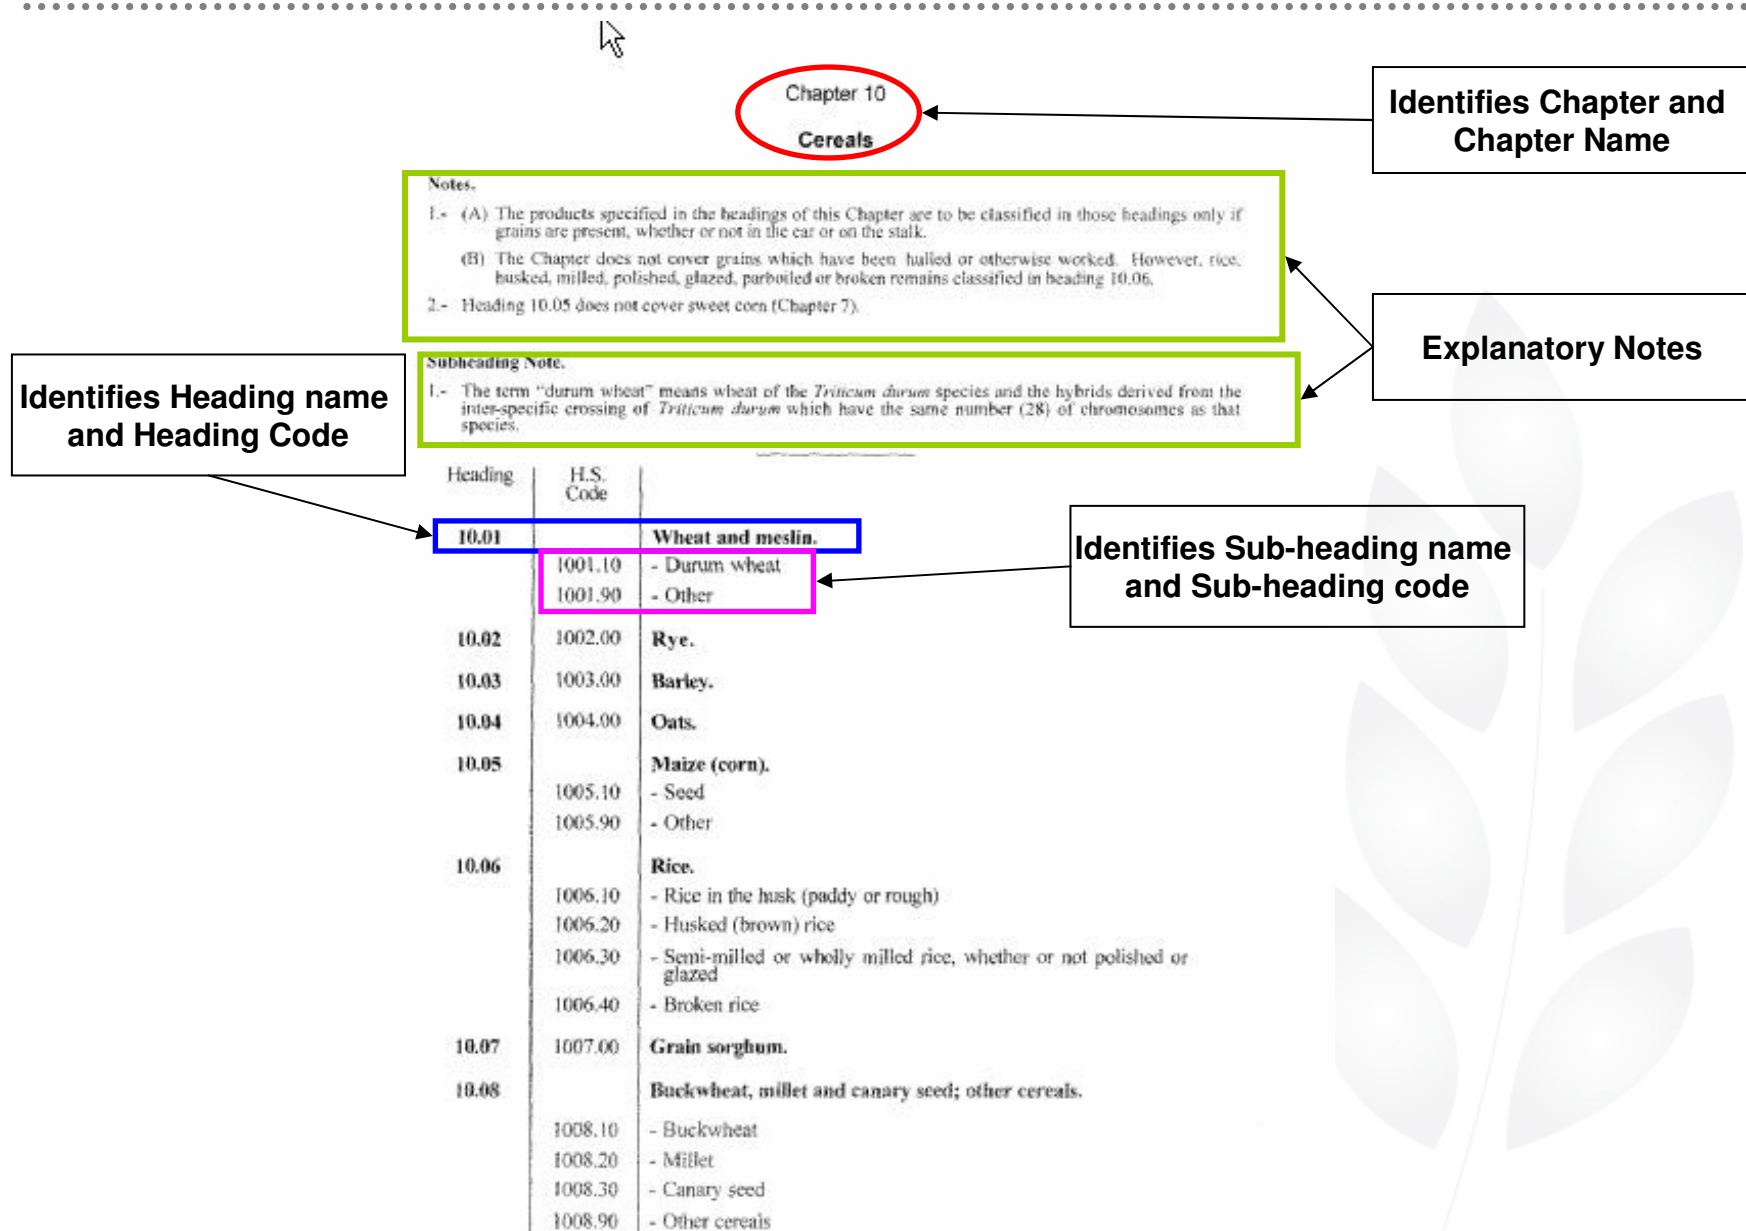 Chapter 10
Cereals
Identifies Chapter and
Chapter Name
Notes.
1.- (A) The products specified in the headings of this Chapter are to be classified in those headings only if
grains are present, whether or not in the ear or on the stalk.
(B) The Chapter does not cover grains which have been hulled or otherwise worked. However, rice,
husked, milled, polished, glazed, parboiled or broken remains classified in heading 10.06.
2.- Heading 10.05 does not cover sweet corn (Chapter 7).
Explanatory Notes
Subheading Note.
1.- The term "durum wheat" means wheat of the Triticum durum species and the hybrids derived from the
inter-specific crossing of Triticum durum which have the same number (28) of chromosomes as that
species.
Identifies Heading name
and Heading Code
Heading H.S.
Code
10.01 Wheat and meslin.
1001.10 - Durum wheat
1001.90 - Other
Identifies Sub-heading name
and Sub-heading code
10.02 1002.00 Rye.
10.03 1003.00 Barley.
10.04 1004.00 Oats.
10.05 Maize (corn).
1005.10 - Seed
1005.90 - Other
10.06 Rice.
1006.10 - Rice in the husk (paddy or rough)
1006.20 - Husked (brown) rice
1006.30 - Semi-milled or wholly milled rice, whether or not polished or
glazed
1006.40 - Broken rice
10.07 1007.00 Grain sorghum.
10.08 Buckwheat, millet and canary seed; other cereals.
1008.10 - Buckwheat
1008.20 - Millet
1008.30 - Canary seed
1008.90 - Other cereals